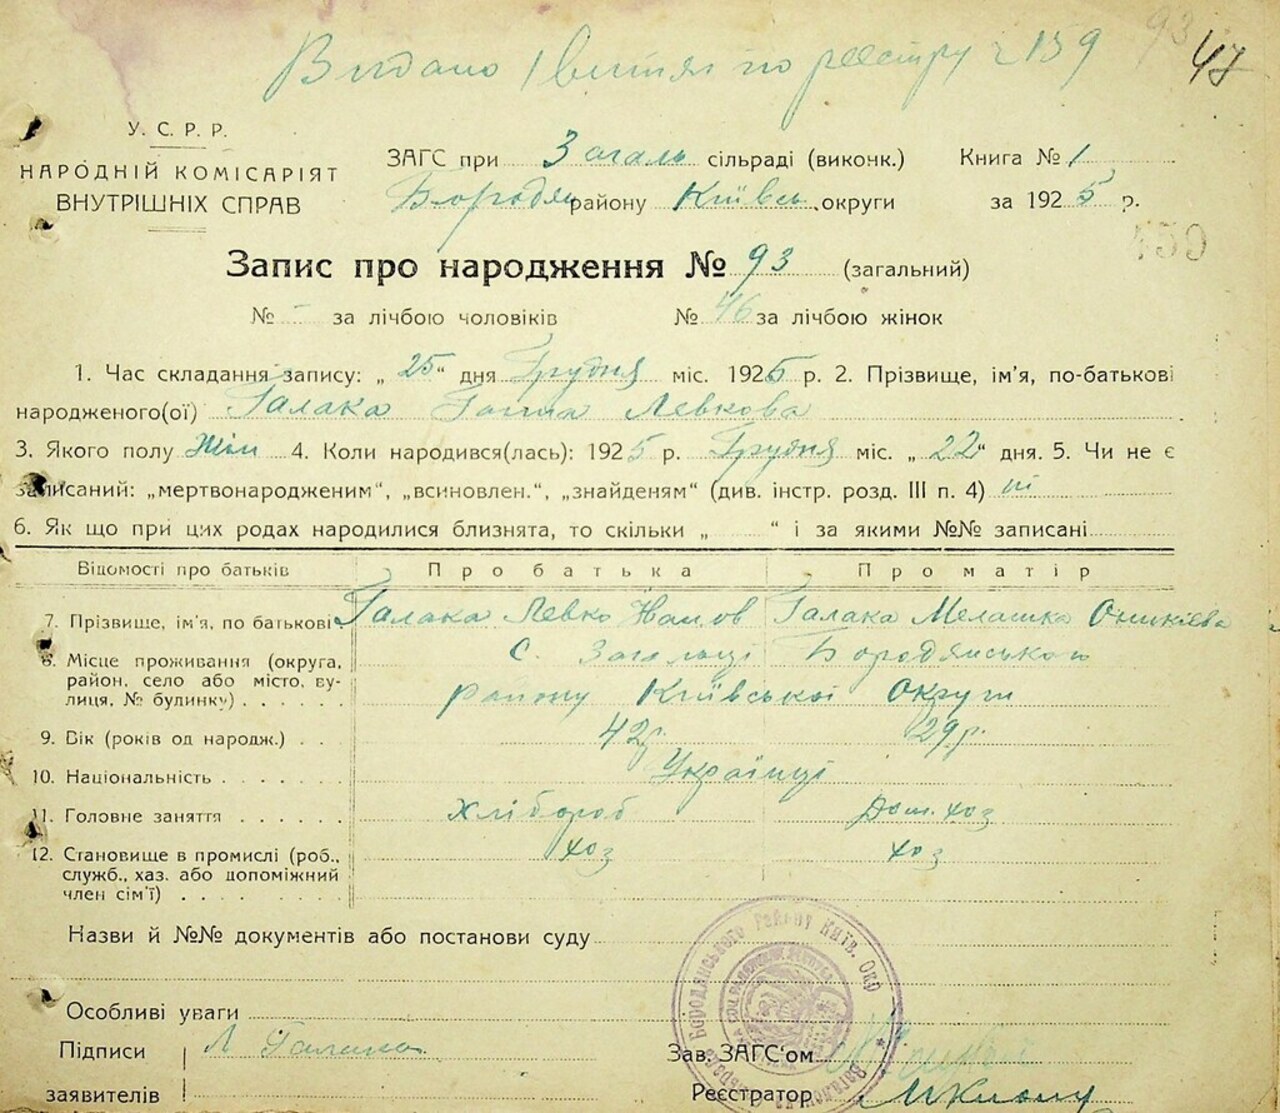 Видано 1 витяг по реєстру ч 159 93 47
У. С. Р. Р.
НАРОДНІЙ КОМІСАРІЯТ
ВНУТРІШНІХ СПРАВ
ЗАГС при Загаль сільраді (виконк.) Книга № 1
Бородян району Київськ. округи за 1925 р.
Запис про народження № 93 (загальний)
№ - за лічбою чоловіків № 46 за лічбою жінок
1. Час складання запису: „25“ дня Грудня міс. 1925 р. 2. Прізвище, ім'я, по-батькові
народженого(ої) Галака Ганна Левкова
3. Якого полу Жін 4. Коли народився(лась): 1925 р. Грудня міс. „22“ дня. 5. Чи не є
записаний: „мертвонародженим“, „всиновлен.“, „знайденям“ (див. інстр. розд. III п. 4) ні
6. Як що при цих родах народилися близнята, то скільки „ “ і за якими №№ записані
Відомості про батьків Про батька Про матір
7. Прізвище, ім'я, по батькові Галака Левко Наумов Галака Мелашка Оникієва
8. Місце проживання (округа, с. Загальці Бородянського
район, село або місто, ву-
лиця, № будинку) району Київської Округи
9. Вік (років од народж.) 42 р. 29 р.
10. Національність Українці
11. Головне заняття Хлібороб Дом. хоз
12. Становище в промислі (роб., хоз хоз
служб., хаз. або допоміжний
член сім'ї)
Назви й №№ документів або постанови суду
Особливі уваги
Підписи Л Галака Зав. ЗАГС'ом
заявителів Реєстратор
Бородянського Району Київ. Окр